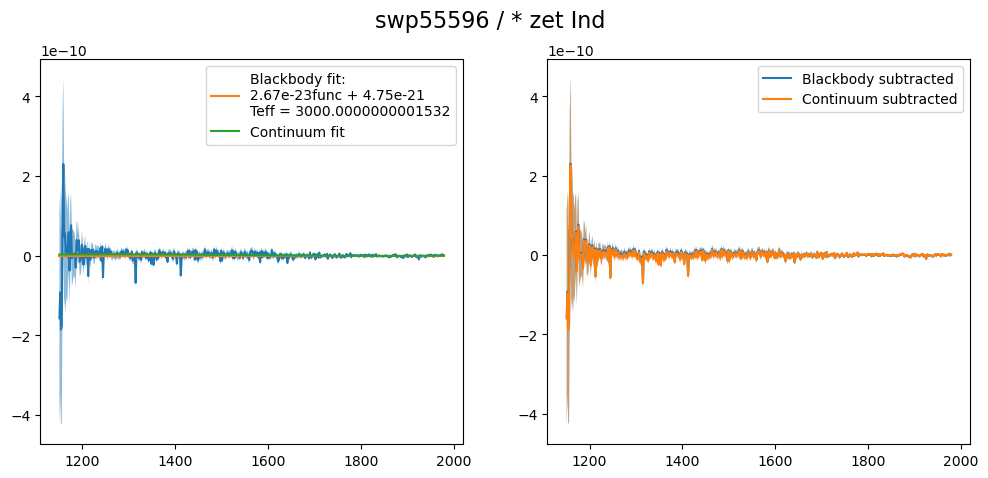 swp55596 / * zet Ind
1e−10
Blackbody fit:
2.67e-23func + 4.75e-21
Teff = 3000.0000000001532
Continuum fit
4
2
0
−2
−4
1200 1400 1600 1800 2000
1e−10
Blackbody subtracted
Continuum subtracted
4
2
0
−2
−4
1200 1400 1600 1800 2000